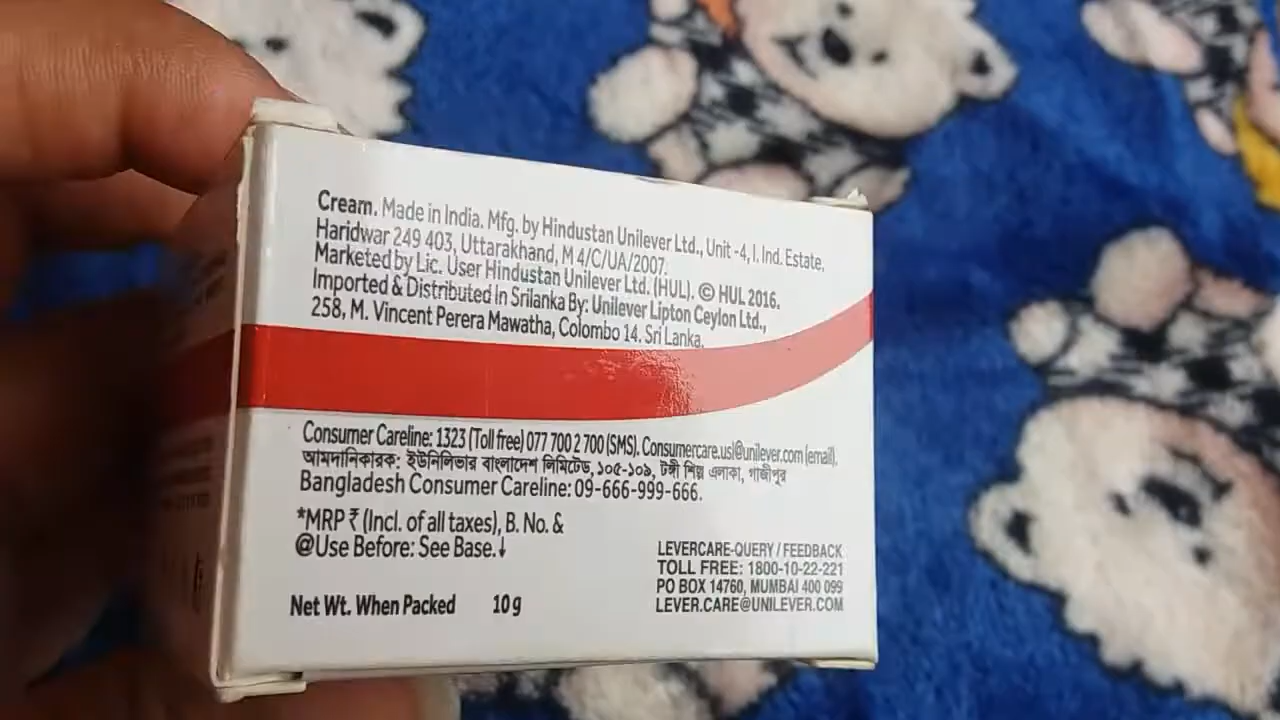 Cream. Made in India. Mfg. by Hindustan Unilever Ltd., Unit -4, I. Ind. Estate,
Haridwar 249 403, Uttarakhand, M 4/C/UA/2007.
Marketed by Lic. User Hindustan Unilever Ltd. (HUL). © HUL 2016.
Imported & Distributed In Srilanka By: Unilever Lipton Ceylon Ltd.,
258, M. Vincent Perera Mawatha, Colombo 14. Sri Lanka.
Consumer Careline: 1323 (Toll free) 077 700 2 700 (SMS). Consumercare.usl@unilever.com (email).
আমদানিকারক: ইউনিলিভার বাংলাদেশ লিমিটেড, ১০৫-১০৯, টঙ্গী শিল্প এলাকা, গাজীপুর
Bangladesh Consumer Careline: 09-666-999-666.
*MRP ₹ (Incl. of all taxes), B. No. &
@Use Before: See Base.↓
Net Wt. When Packed 10 g
LEVERCARE-QUERY / FEEDBACK
TOLL FREE: 1800-10-22-221
PO BOX 14760, MUMBAI 400 099
LEVER.CARE@UNILEVER.COM